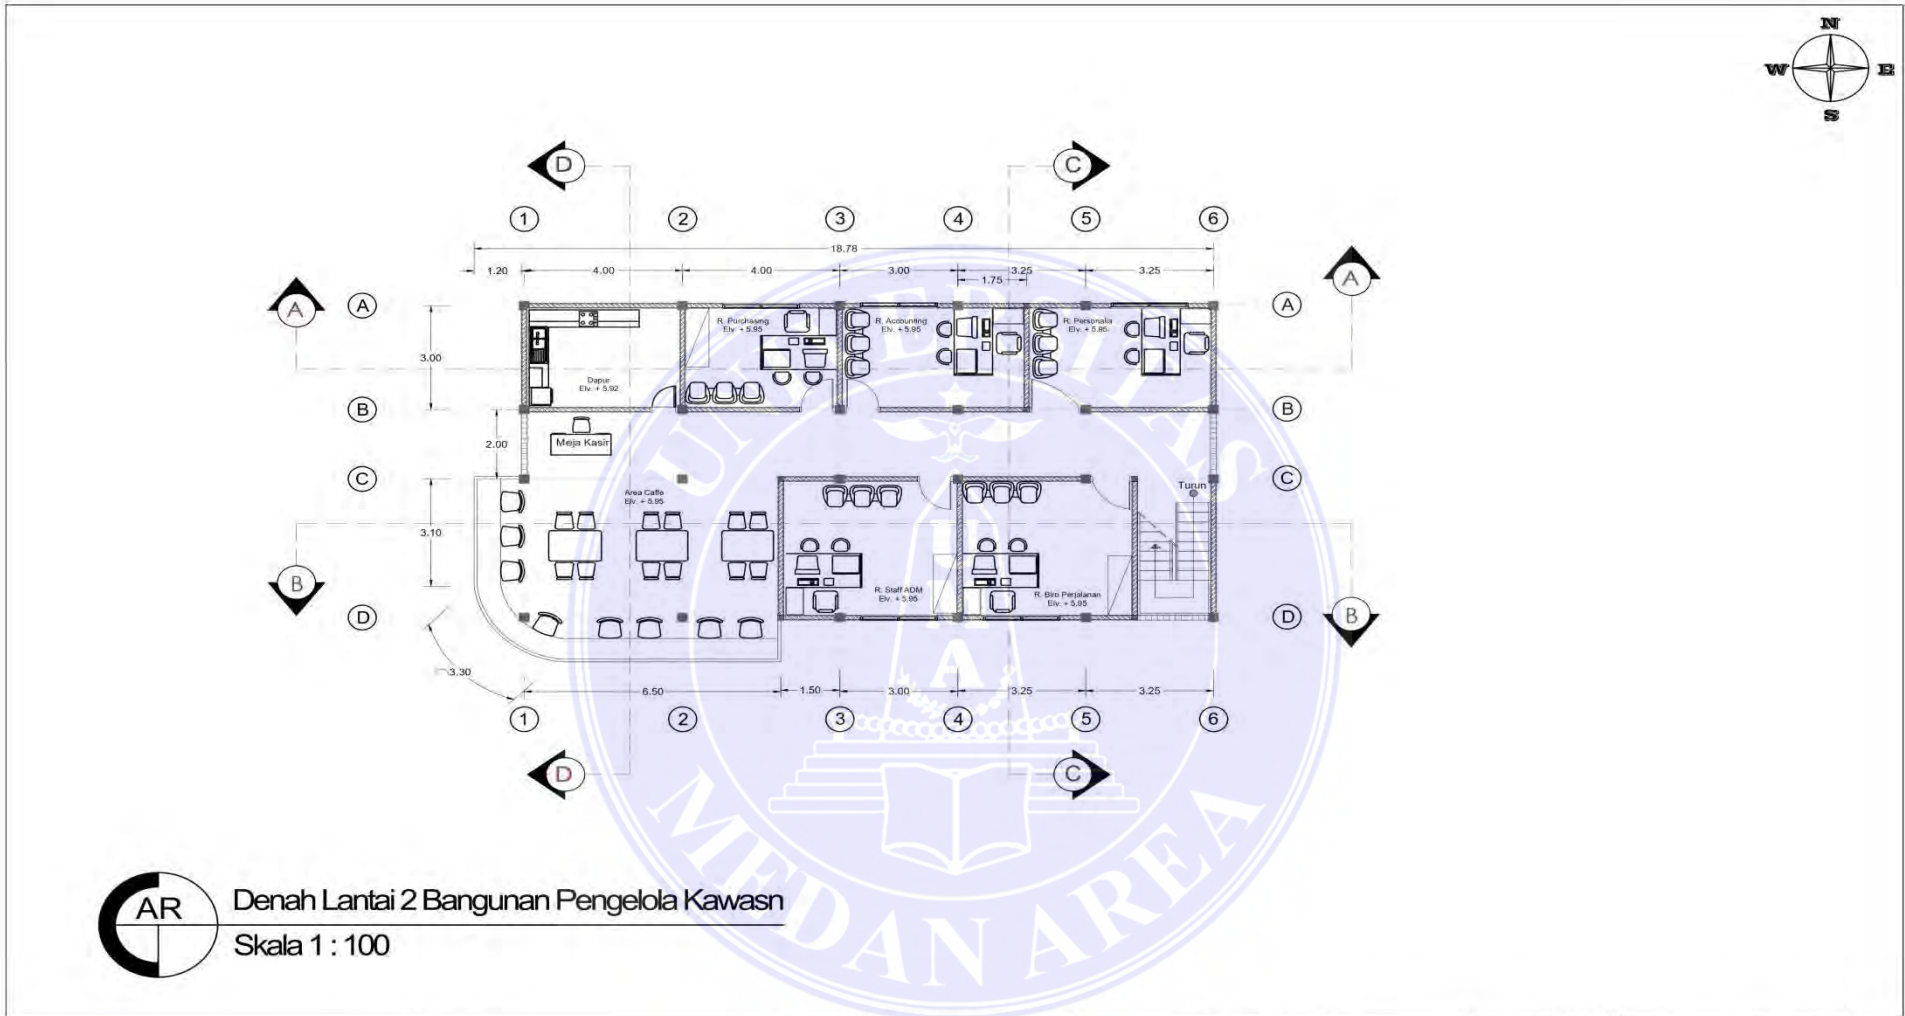 N
W E
S
D C
1 2 3 4 5 6
18.78
1.20 4.00 4.00 3.00 3.25 3.25
1.75
A A A A
R. Purchasing
Elv. + 5.95
R. Accounting
Elv. + 5.95
R. Personalia
Elv. + 5.95
3.00
Dapur
Elv. + 5.92
B B
2.00
Meja Kasir
C C
Turun
Area Caffe
Elv. + 5.95
3.10
B B
R. Staff ADM
Elv. + 5.95
R. Biro Perjalanan
Elv. + 5.95
D D
3.30
6.50 1.50 3.00 3.25 3.25
1 2 3 4 5 6
D C
UNIVERSITAS
UMA
MEDAN AREA
AR
Denah Lantai 2 Bangunan Pengelola Kawasn
Skala 1 : 100